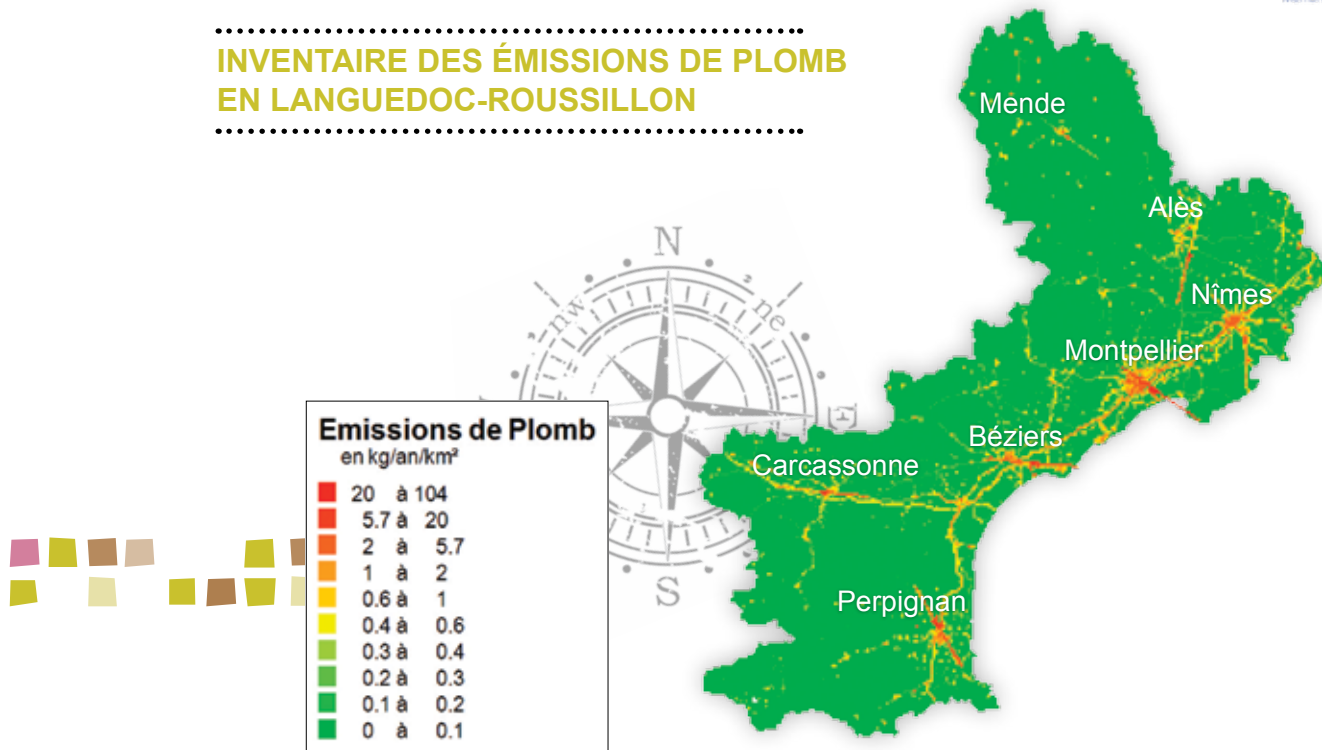 INVENTAIRE DES ÉMISSIONS DE PLOMB
EN LANGUEDOC-ROUSSILLON
Mende
Alès
Nîmes
Montpellier
Béziers
Carcassonne
Perpignan
N
nw
ne
E
S
Emissions de Plomb
en kg/an/km²
20 à 104
5.7 à 20
2 à 5.7
1 à 2
0.6 à 1
0.4 à 0.6
0.3 à 0.4
0.2 à 0.3
0.1 à 0.2
0 à 0.1